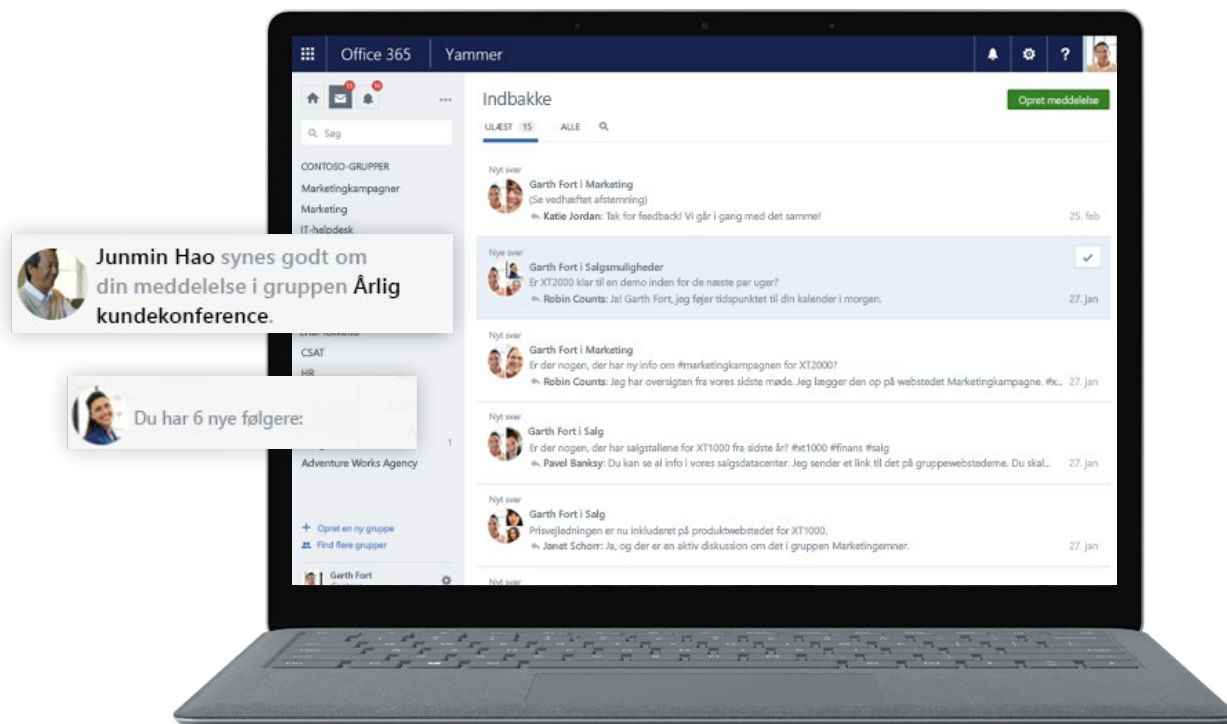 Office 365
Yammer
15
10
Søg
CONTOSO-GRUPPER
Marketingkampagner
Marketing
IT-helpdesk
Junmin Hao synes godt om
din meddelelse i gruppen Årlig
kundekonference.
CSAT
HR
Du har 6 nye følgere:
1
Adventure Works Agency
+ Opret en ny gruppe
Find flere grupper
Garth Fort
Indbakke
Opret meddelelse
ULÆST 15 ALLE
Nyt svar
Garth Fort i Marketing
(Se vedhæftet afstemning)
Katie Jordan: Tak for feedback! Vi går i gang med det samme!
25. feb
Nye svar
Garth Fort i Salgsmuligheder
Er XT2000 klar til en demo inden for de næste par uger?
Robin Counts: Ja! Garth Fort, jeg føjer tidspunktet til din kalender i morgen.
27. jan
Nyt svar
Garth Fort i Marketing
Er der nogen, der har ny info om #marketingkampagnen for XT2000?
Robin Counts: Jeg har oversigten fra vores sidste møde. Jeg lægger den op på webstedet Marketingkampagne. #x...
27. jan
Nyt svar
Garth Fort i Salg
Er der nogen, der har salgstallene for XT1000 fra sidste år? #xt1000 #finans #salg
Pavel Banksy: Du kan se al info i vores salgsdatacenter. Jeg sender et link til det på gruppewebstederne. Du skal...
27. jan
Nyt svar
Garth Fort i Salg
Prisvejledningen er nu inkluderet på produktwebstedet for XT1000.
Janet Schorr: Ja, og der er en aktiv diskussion om det i gruppen Marketingemner.
27. jan
Nyt svar